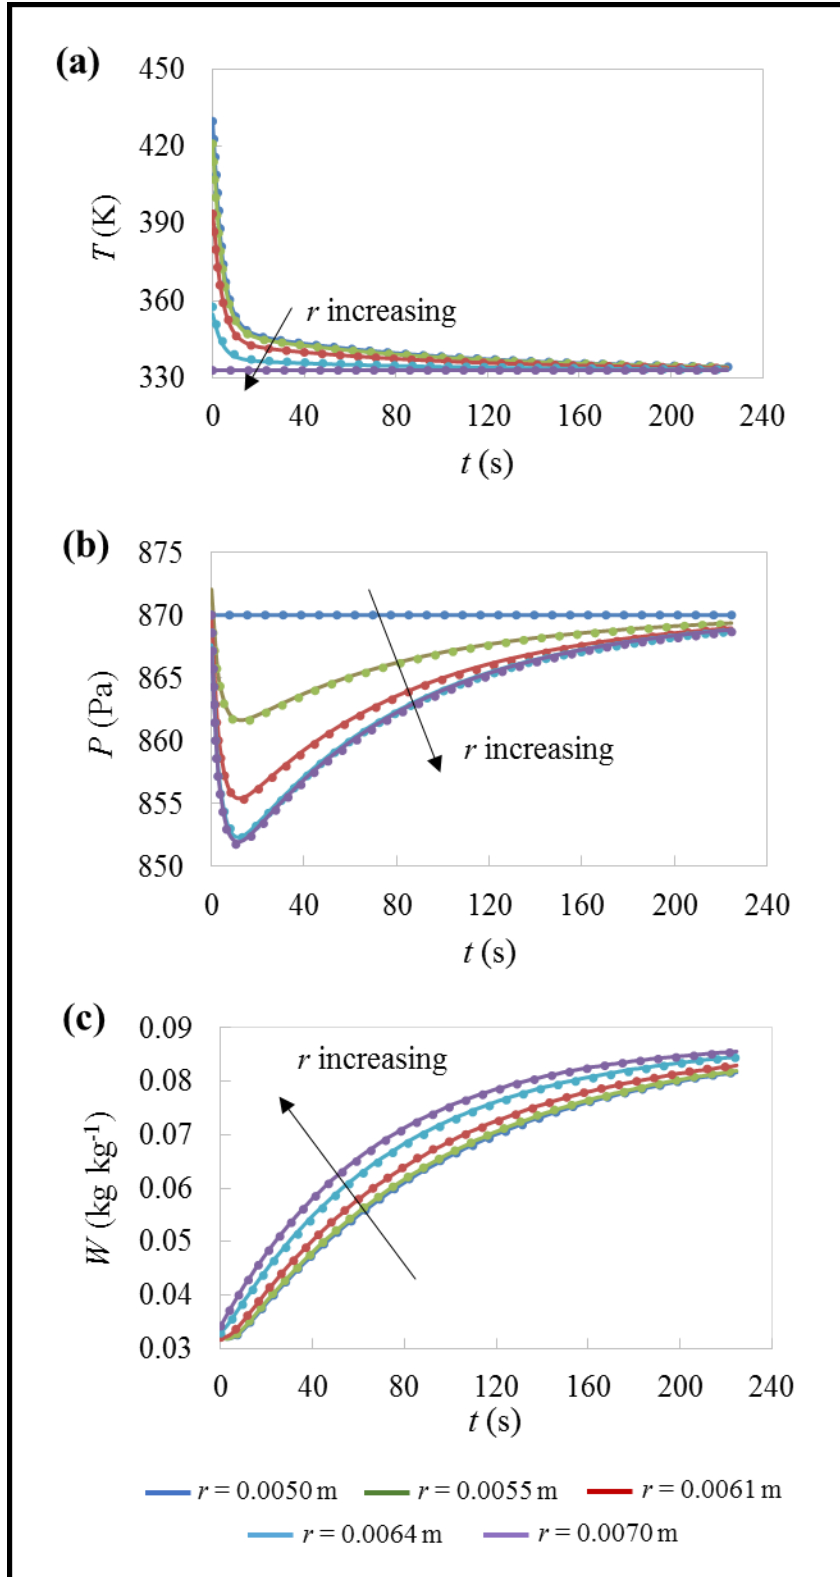 (a)
450
420
390
360
330
T (K)
r increasing
0 40 80 120 160 200 240
t (s)
(b)
875
870
865
860
855
850
P (Pa)
r increasing
0 40 80 120 160 200 240
t (s)
(c)
0.09
0.08
0.07
0.06
0.05
0.04
0.03
W (kg kg⁻¹)
r increasing
0 40 80 120 160 200 240
t (s)
r = 0.0050 m r = 0.0055 m r = 0.0061 m
r = 0.0064 m r = 0.0070 m